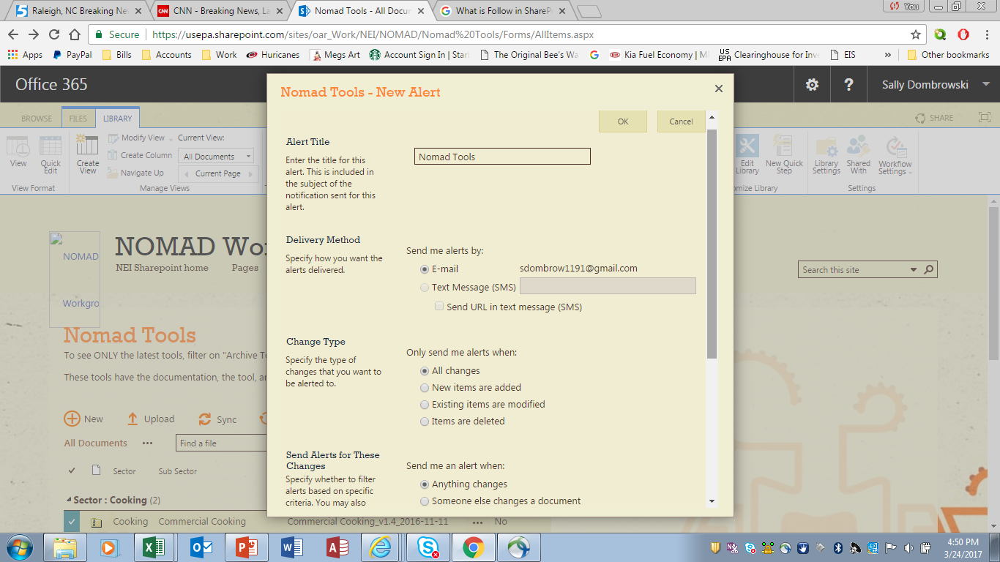 Raleigh, NC Breaking Ne
CNN - Breaking News, La
Nomad Tools - All Docum
What is Follow in ShareP
You
Secure
https://usepa.sharepoint.com/sites/oar_Work/NEI/NOMAD/Nomad%20Tools/Forms/AllItems.aspx
Apps
PayPal
Bills
Accounts
Work
Huricanes
Megs Art
Account Sign In | Star
The Original Bee's Wa
Kia Fuel Economy | M
US EPA
Clearinghouse for Inve
EIS
»
Other bookmarks
Office 365
?
Sally Dombrowski
BROWSE
FILES
LIBRARY
SHARE
View
Quick Edit
View Format
Create View
Modify View
Create Column
Navigate Up
Current View:
All Documents
Current Page
Manage Views
Edit Library
New Quick Step
omize Library
Library Settings
Shared With
Workflow Settings
Settings
NOMAD
Workgro
NOMAD Wor
NEI Sharepoint home
Pages
Search this site
Nomad Tools
To see ONLY the latest tools, filter on "Archive To
These tools have the documentation, the tool, an
New
Upload
Sync
All Documents
Find a file
Sector
Sub Sector
Sector : Cooking (2)
Cooking
Commercial Cooking
Commercial Cooking_v1.4_2016-11-11
No
Nomad Tools - New Alert
OK
Cancel
Alert Title
Enter the title for this
alert. This is included in
the subject of the
notification sent for this
alert.
Nomad Tools
Delivery Method
Specify how you want the
alerts delivered.
Send me alerts by:
E-mail
sdombrow1191@gmail.com
Text Message (SMS)
Send URL in text message (SMS)
Change Type
Specify the type of
changes that you want to
be alerted to.
Only send me alerts when:
All changes
New items are added
Existing items are modified
Items are deleted
Send Alerts for These
Changes
Specify whether to filter
alerts based on specific
criteria. You may also
Send me an alert when:
Anything changes
Someone else changes a document
4:50 PM
3/24/2017